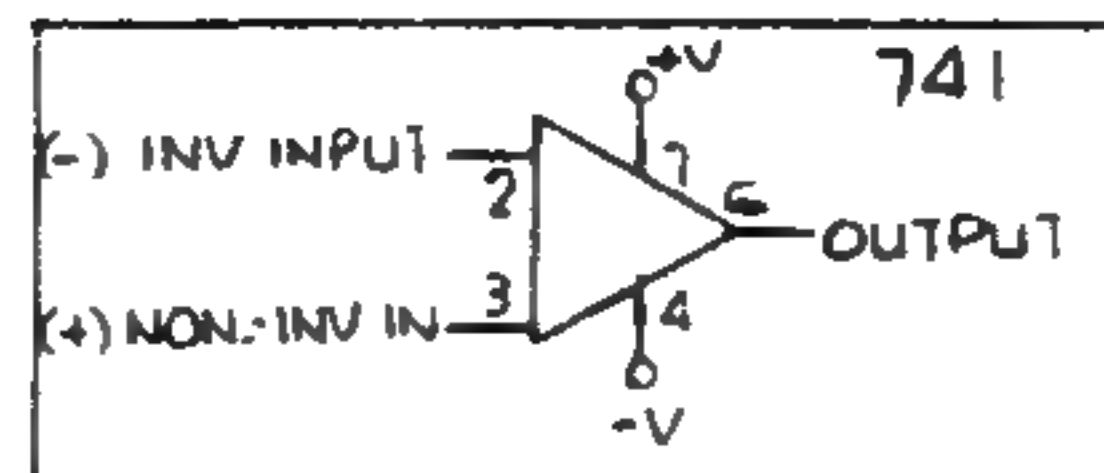 +V
741
(-) INV INPUT
2
7
6
OUTPUT
3
(+) NON-INV IN
4
-V